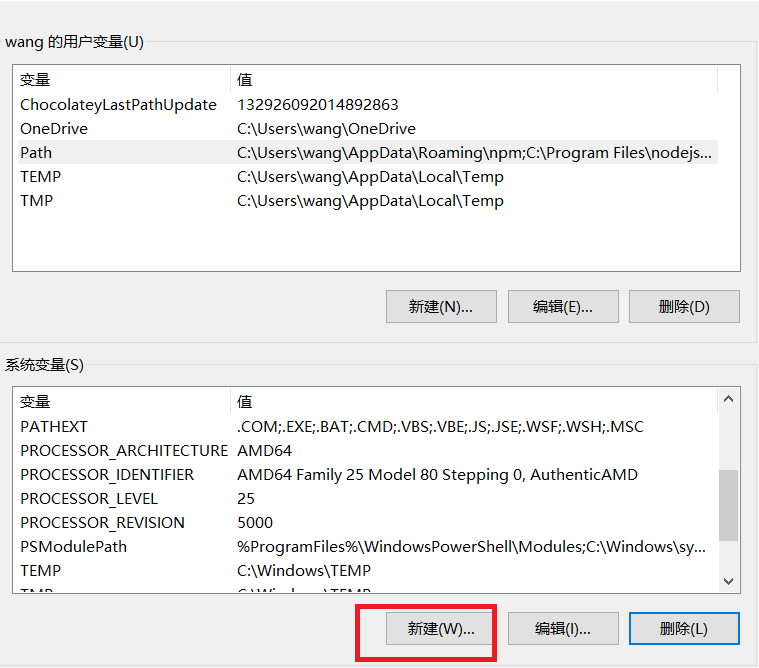 wang 的用户变量(U)
变量 值
ChocolateyLastPathUpdate 132926092014892863
OneDrive C:\Users\wang\OneDrive
Path C:\Users\wang\AppData\Roaming\npm;C:\Program Files\nodejs...
TEMP C:\Users\wang\AppData\Local\Temp
TMP C:\Users\wang\AppData\Local\Temp
新建(N)... 编辑(E)... 删除(D)
系统变量(S)
变量 值
PATHEXT .COM;.EXE;.BAT;.CMD;.VBS;.VBE;.JS;.JSE;.WSF;.WSH;.MSC
PROCESSOR_ARCHITECTURE AMD64
PROCESSOR_IDENTIFIER AMD64 Family 25 Model 80 Stepping 0, AuthenticAMD
PROCESSOR_LEVEL 25
PROCESSOR_REVISION 5000
PSModulePath %ProgramFiles%\WindowsPowerShell\Modules;C:\Windows\sy...
TEMP C:\Windows\TEMP
TMP C:\Windows\TEMP
新建(W)... 编辑(I)... 删除(L)